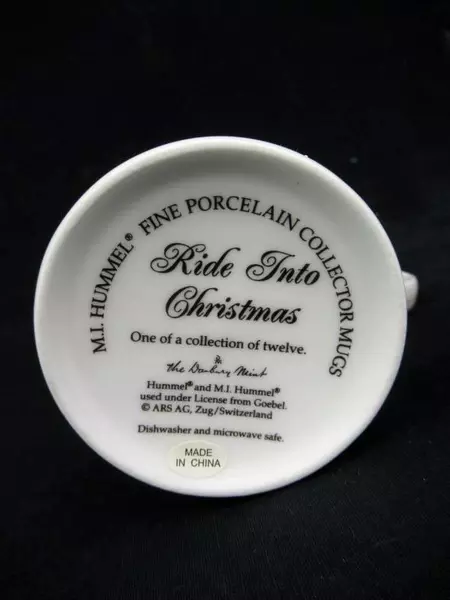 M.I. HUMMEL® FINE PORCELAIN COLLECTOR MUGS
Ride Into
Christmas
One of a collection of twelve.
The Danbury Mint
Hummel® and M.I. Hummel®
used under License from Goebel.
© ARS AG, Zug/Switzerland
Dishwasher and microwave safe.
MADE
IN CHINA